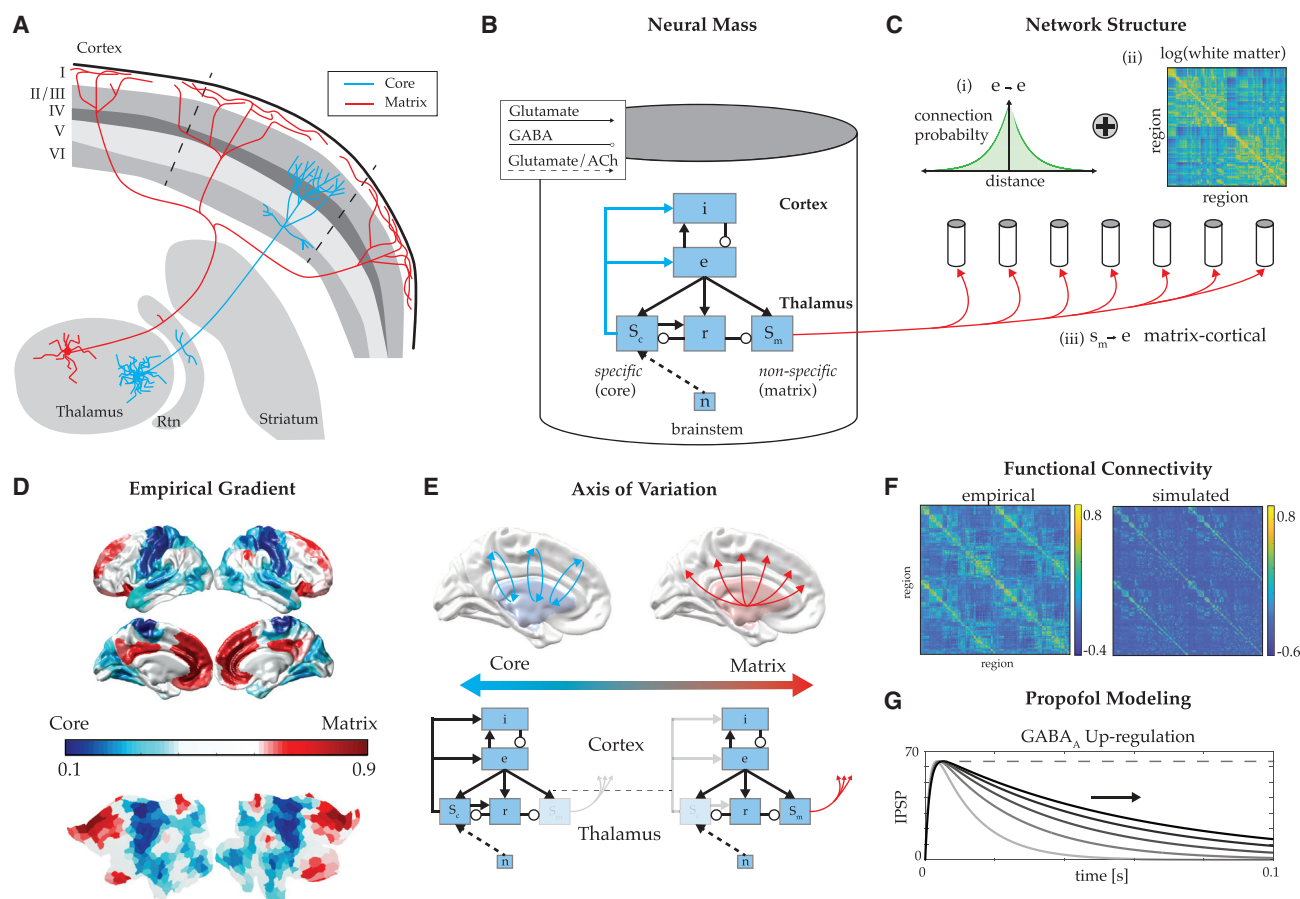 A
Cortex
I
II/III
IV
V
VI
Core
Matrix
Thalamus
Rtn
Striatum
B
Neural Mass
Glutamate
GABA
Glutamate/ACh
i
Cortex
e
Thalamus
Sc
r
Sm
specific
(core)
non-specific
(matrix)
n
brainstem
C
Network Structure
(i)
e e
connection
probabilty
distance
(ii)
log(white matter)
region
region
(iii) sm e matrix-cortical
D
Empirical Gradient
Core
Matrix
0.1
0.9
E
Axis of Variation
Core
Matrix
i
e
Sc
r
Sm
n
Cortex
Thalamus
i
e
Sc
r
Sm
n
F
Functional Connectivity
empirical
simulated
region
region
0.8
-0.4
0.8
-0.6
G
Propofol Modeling
GABAA Up-regulation
70
IPSP
0
0
time [s]
0.1